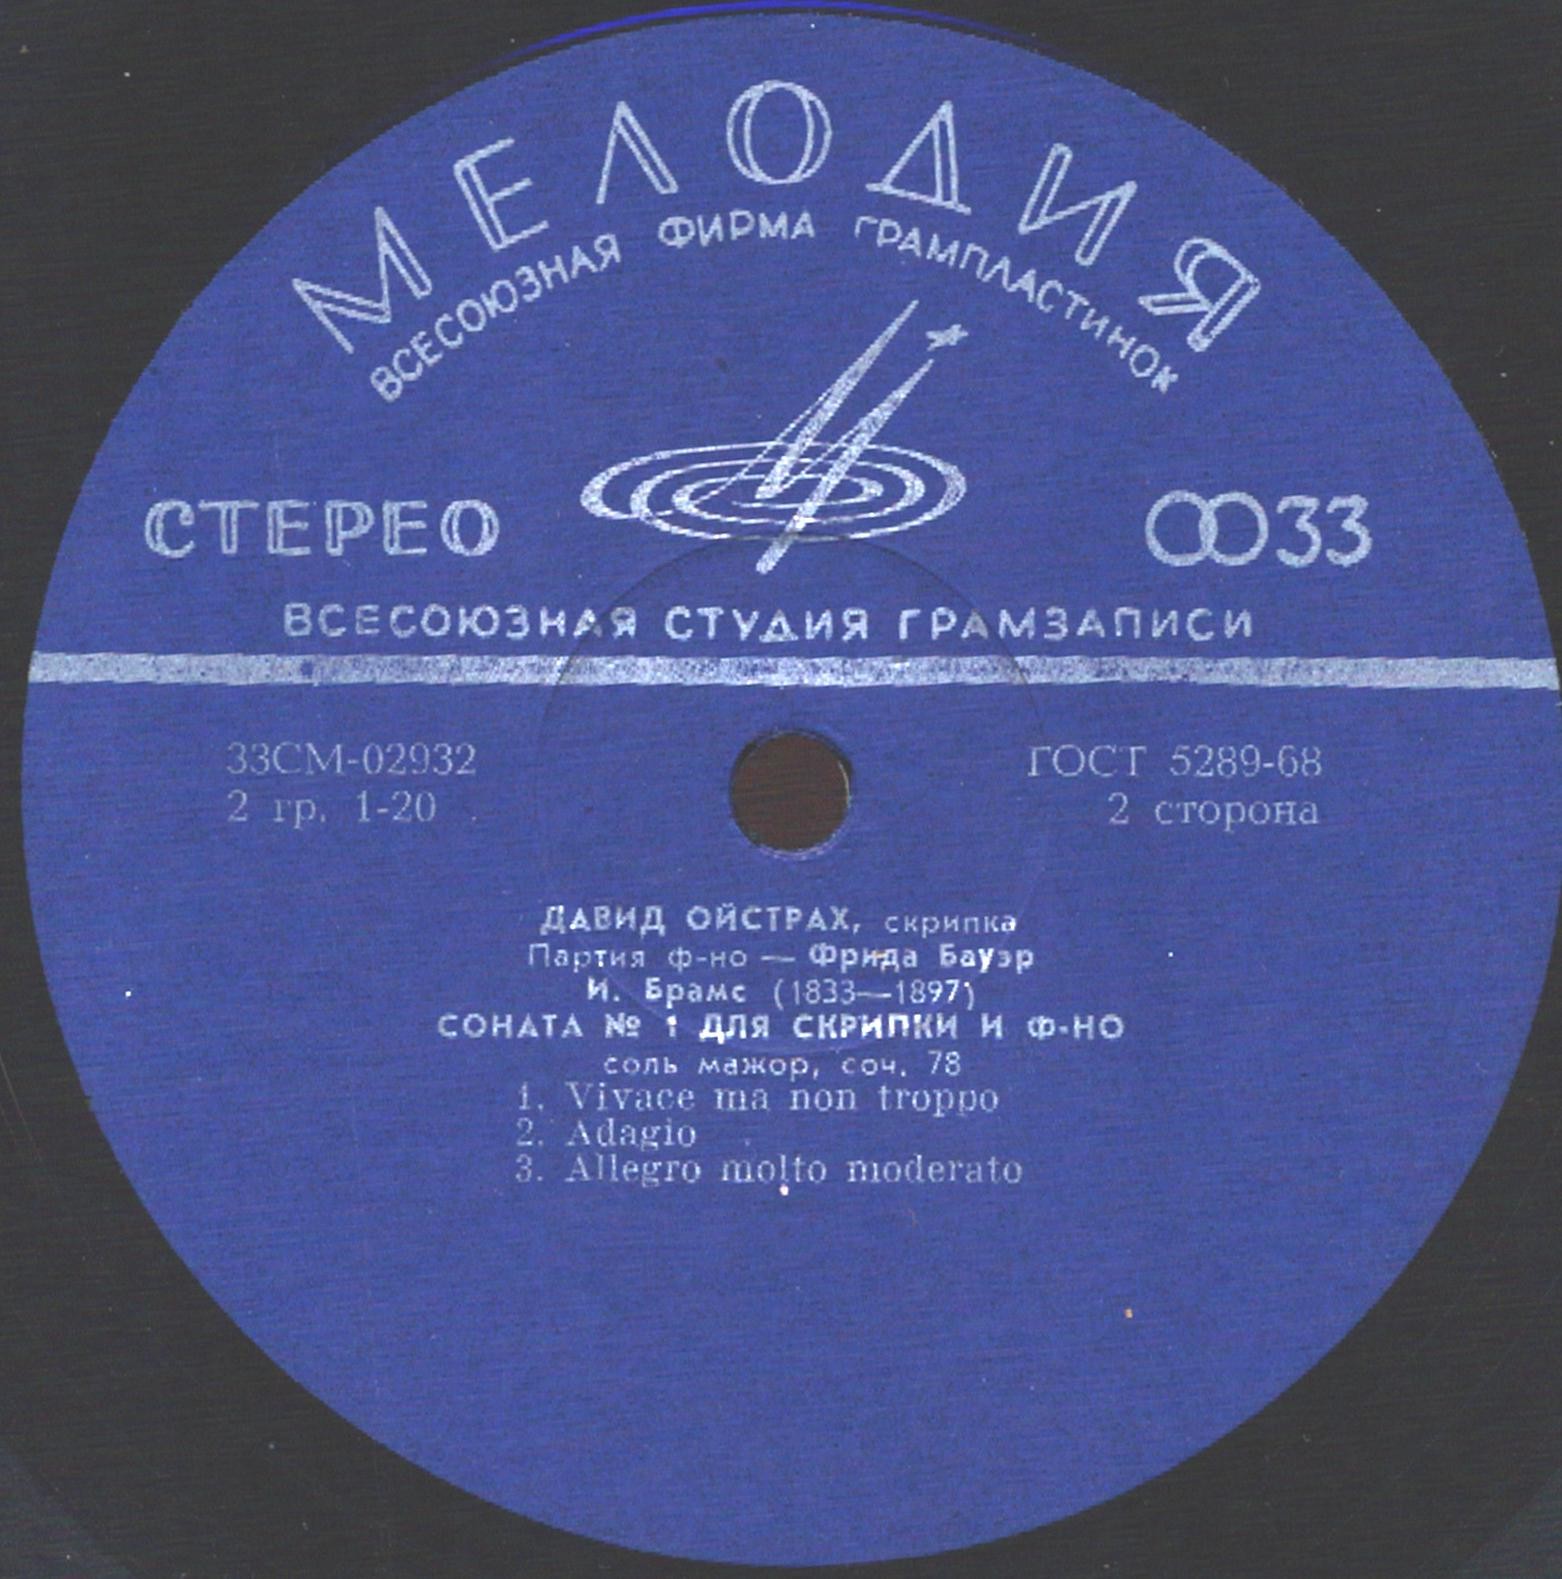 МЕЛОДИЯ
ВСЕСОЮЗНАЯ ФИРМА ГРАМПЛАСТИНОК
СТЕРЕО
33
ВСЕСОЮЗНАЯ СТУДИЯ ГРАМЗАПИСИ
33СМ-02932
ГОСТ 5289-68
2 гр. 1-20
2 сторона
ДАВИД ОЙСТРАХ, скрипка
Партия ф-но — Фрида Бауэр
И. Брамс (1833—1897)
СОНАТА № 1 ДЛЯ СКРИПКИ И Ф-НО
соль мажор, соч. 78
1. Vivace ma non troppo
2. Adagio
3. Allegro molto moderato